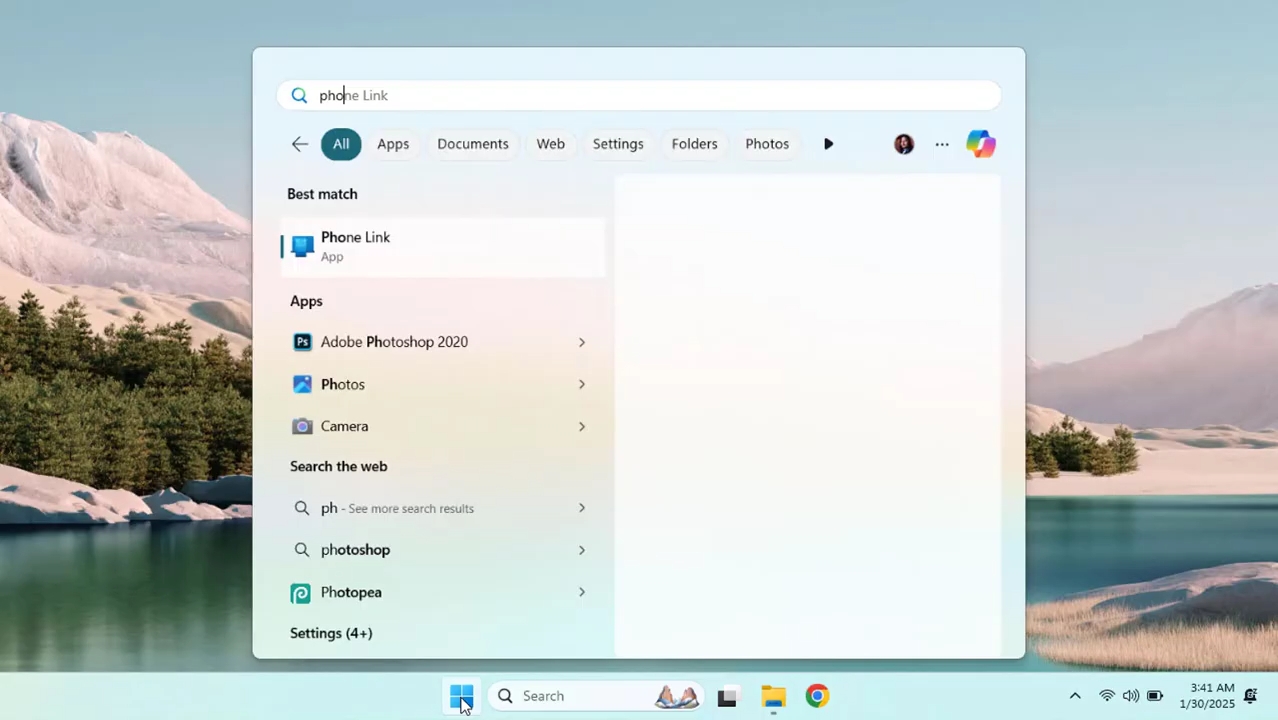 phone Link
All Apps Documents Web Settings Folders Photos
Best match
Phone Link
App
Apps
Adobe Photoshop 2020
Photos
Camera
Search the web
ph - See more search results
photoshop
Photopea
Settings (4+)
Search
3:41 AM
1/30/2025